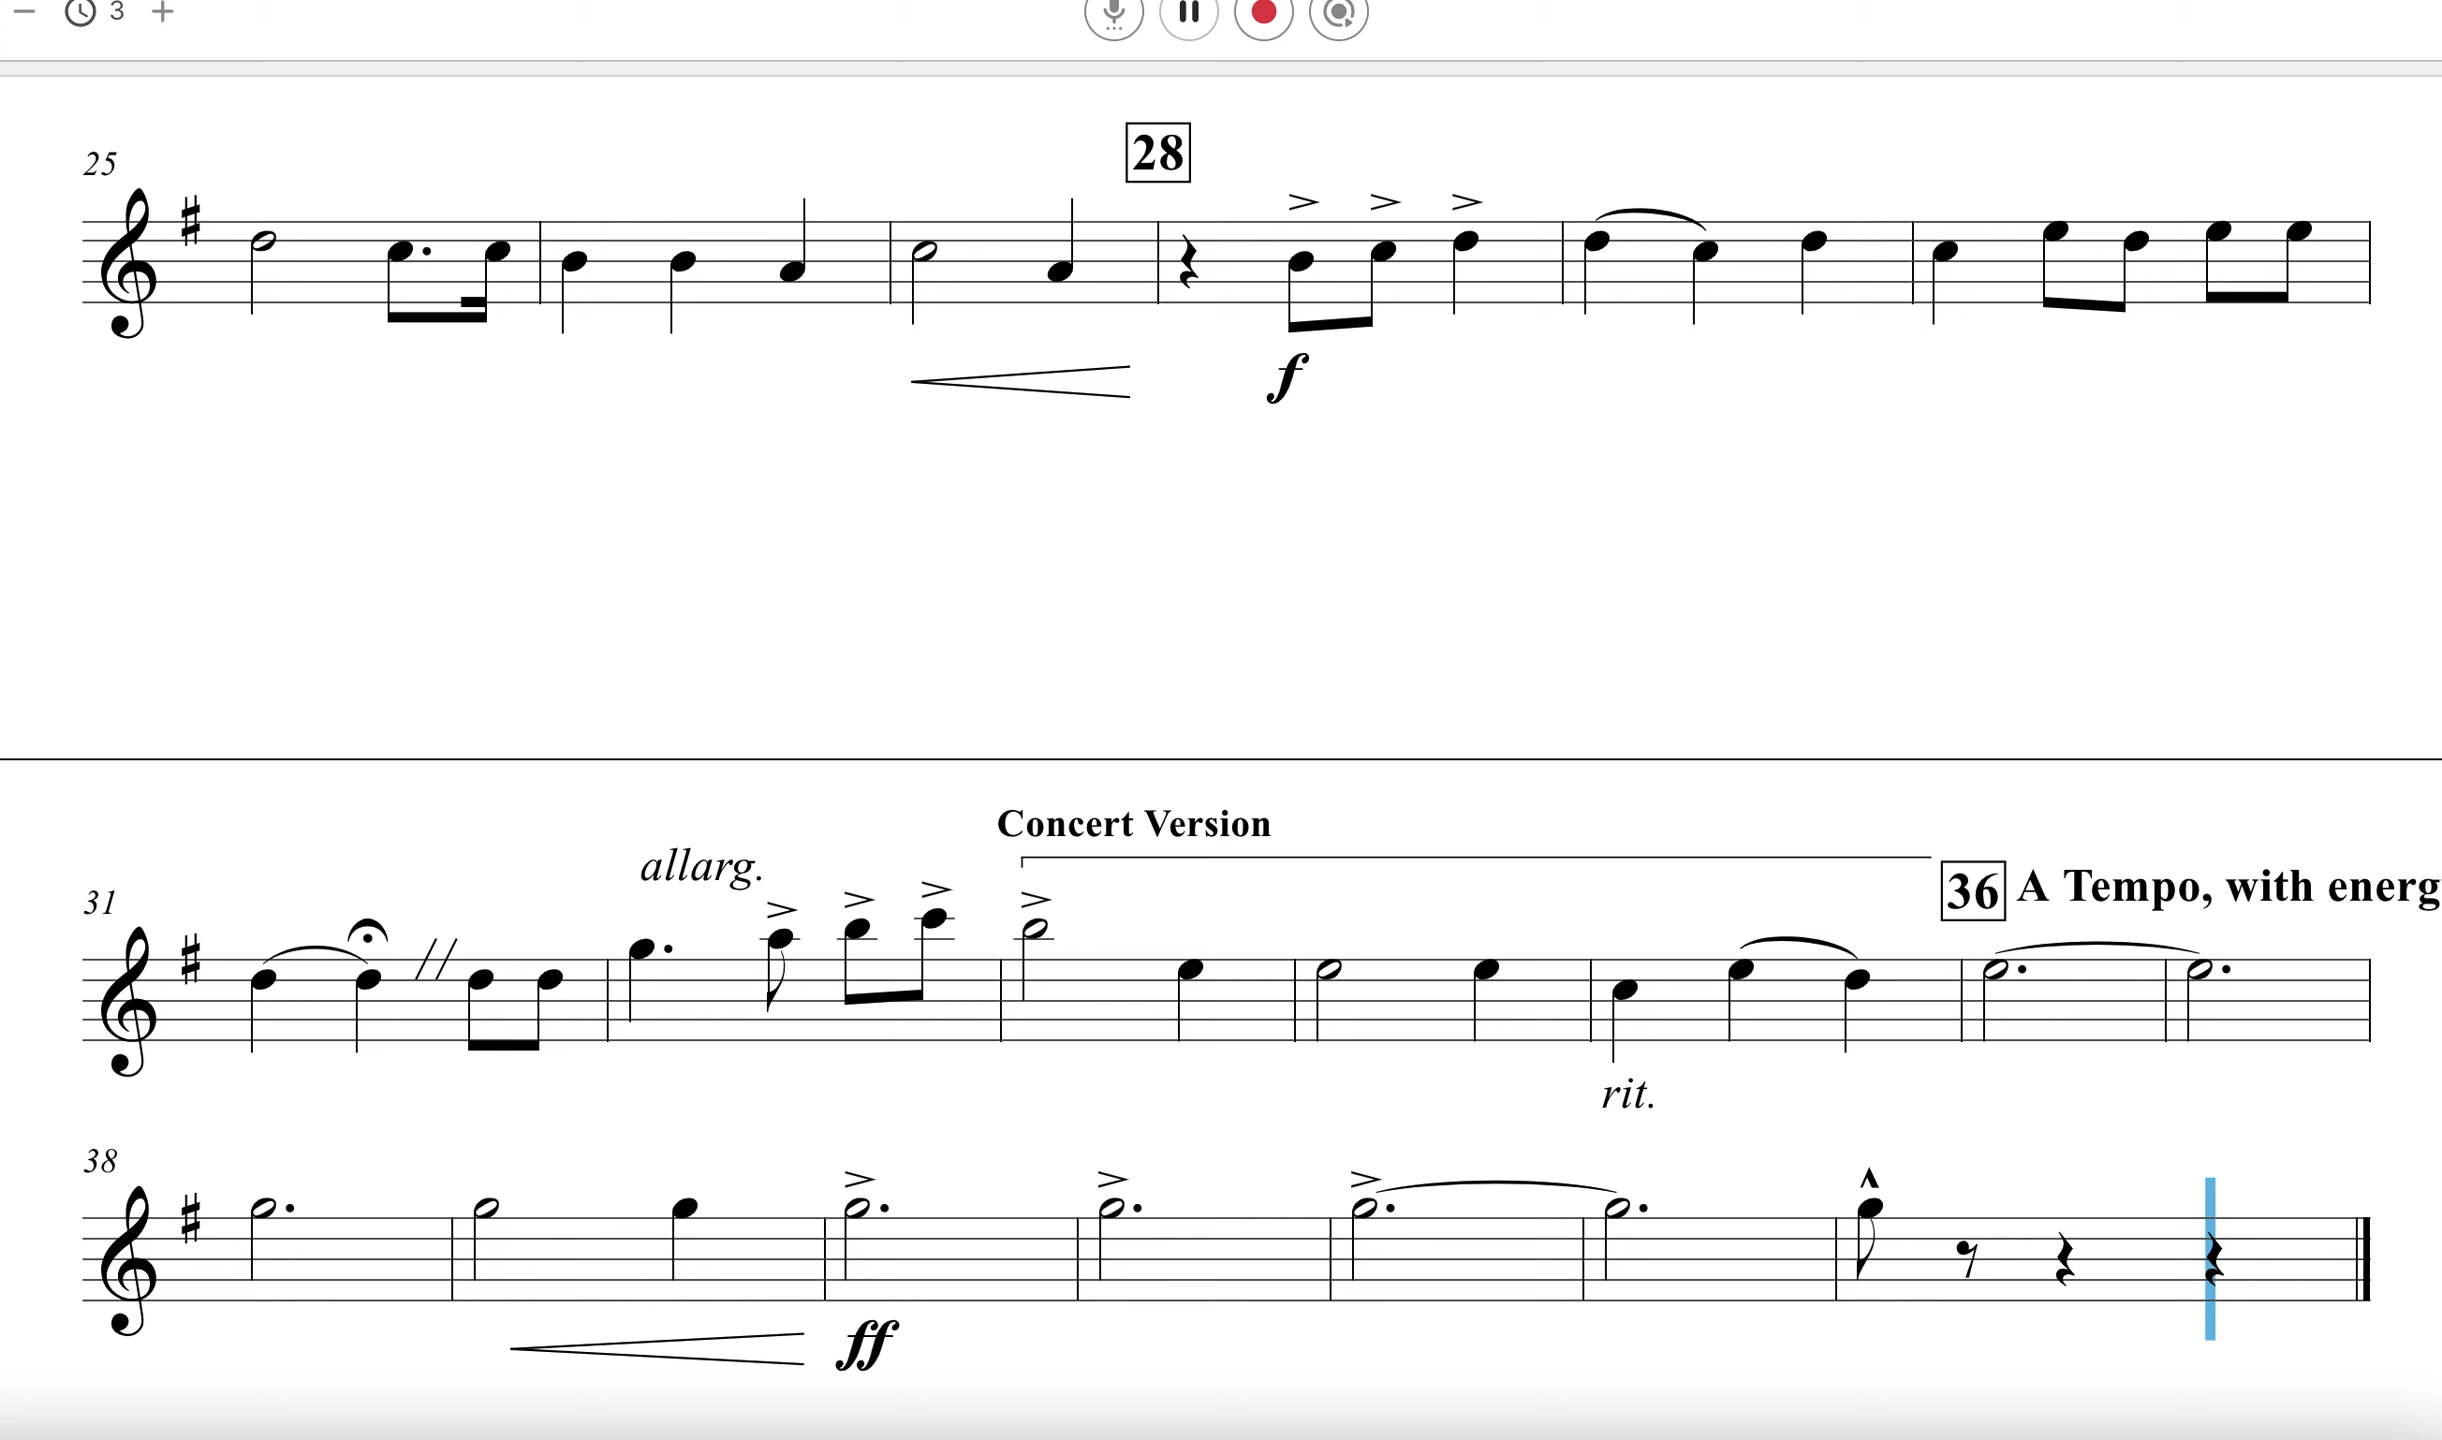 3
28
25
f
Concert Version
allarg.
36 A Tempo, with energ
31
rit.
38
ff